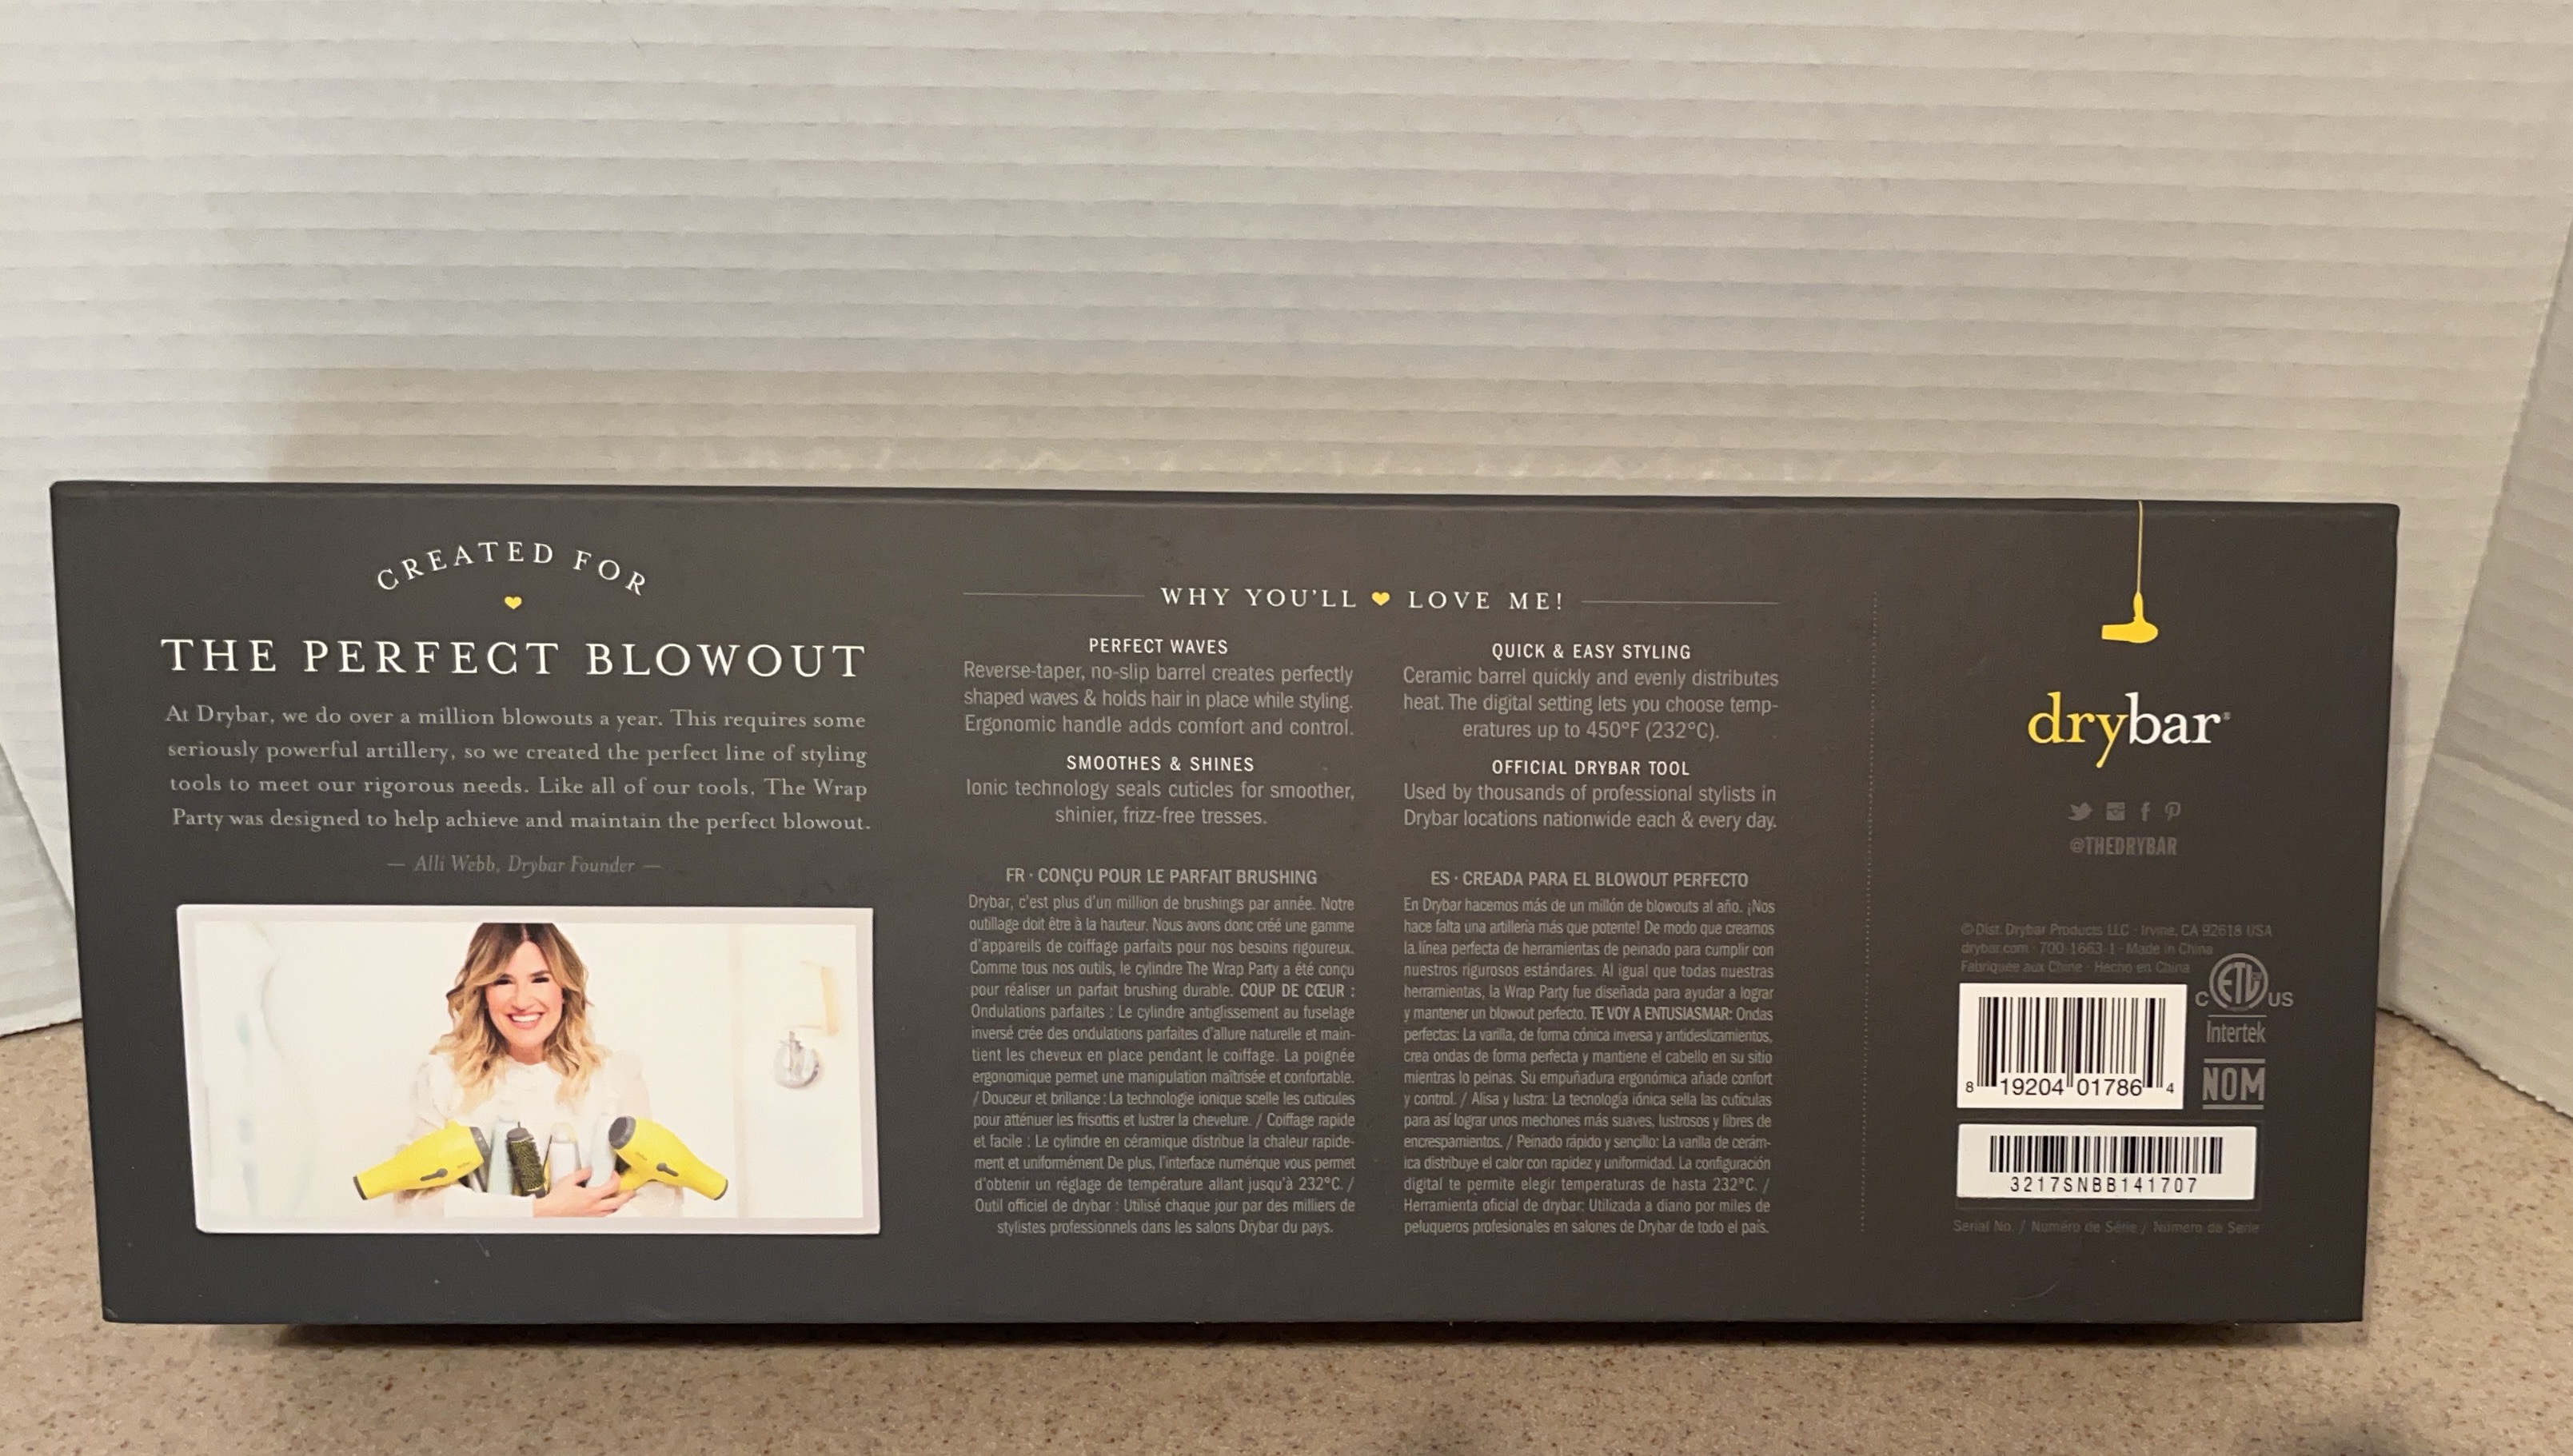 CREATED FOR
THE PERFECT BLOWOUT
At Drybar, we do over a million blowouts a year. This requires some
seriously powerful artillery, so we created the perfect line of styling
tools to meet our rigorous needs. Like all of our tools, The Wrap
Party was designed to help achieve and maintain the perfect blowout.
— Alli Webb, Drybar Founder —
WHY YOU'LL LOVE ME!
PERFECT WAVES
Reverse-taper, no-slip barrel creates perfectly
shaped waves & holds hair in place while styling.
Ergonomic handle adds comfort and control.
SMOOTHES & SHINES
Ionic technology seals cuticles for smoother,
shinier, frizz-free tresses.
QUICK & EASY STYLING
Ceramic barrel quickly and evenly distributes
heat. The digital setting lets you choose temp-
eratures up to 450°F (232°C).
OFFICIAL DRYBAR TOOL
Used by thousands of professional stylists in
Drybar locations nationwide each & every day.
FR · CONÇU POUR LE PARFAIT BRUSHING
Drybar, c'est plus d'un million de brushings par année. Notre
outillage doit être à la hauteur. Nous avons donc créé une gamme
d'appareils de coiffage parfaits pour nos besoins rigoureux.
Comme tous nos outils, le cylindre The Wrap Party a été conçu
pour réaliser un parfait brushing durable. COUP DE CŒUR :
Ondulations parfaites : Le cylindre antiglissement au fuselage
inversé crée des ondulations parfaites d'allure naturelle et main-
tient les cheveux en place pendant le coiffage. La poignée
ergonomique permet une manipulation maîtrisée et confortable.
/ Douceur et brillance : La technologie ionique scelle les cuticules
pour atténuer les frisottis et lustrer la chevelure. / Coiffage rapide
et facile : Le cylindre en céramique distribue la chaleur rapide-
ment et uniformément De plus, l'interface numérique vous permet
d'obtenir un réglage de température allant jusqu'à 232°C. /
Outil officiel de drybar : Utilisé chaque jour par des milliers de
stylistes professionnels dans les salons Drybar du pays.
ES · CREADA PARA EL BLOWOUT PERFECTO
En Drybar hacemos más de un millón de blowouts al año. ¡Nos
hace falta una artillería más que potente! De modo que creamos
la línea perfecta de herramientas de peinado para cumplir con
nuestros rigurosos estándares. Al igual que todas nuestras
herramientas, la Wrap Party fue diseñada para ayudar a lograr
y mantener un blowout perfecto. TE VOY A ENTUSIASMAR: Ondas
perfectas: La varilla, de forma cónica inversa y antideslizamientos,
crea ondas de forma perfecta y mantiene el cabello en su sitio
mientras lo peinas. Su empuñadura ergonómica añade confort
y control. / Alisa y lustra: La tecnología iónica sella las cutículas
para así lograr unos mechones más suaves, lustrosos y libres de
encrespamientos. / Peinado rápido y sencillo: La varilla de cerám-
ica distribuye el calor con rapidez y uniformidad. La configuración
digital te permite elegir temperaturas de hasta 232°C. /
Herramienta oficial de drybar: Utilizada a diario por miles de
peluqueros profesionales en salones de Drybar de todo el país.
drybar®
@THEDRYBAR
© Dist. Drybar Products LLC · Irvine, CA 92618 USA
drybar.com · 700-1663-1 · Made in China
Fabriquée aux Chine · Hecho en China
C ETL US
Intertek
NOM
8 19204 01786 4
3217SNBB141707
Serial No. / Numéro de Série / Número de Serie